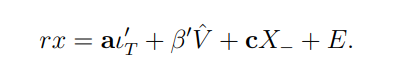 rx = aι′_T + β′V̂ + cX_− + E.